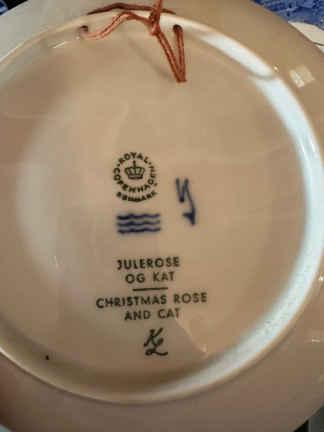 ROYAL
COPENHAGEN
DENMARK
JULEROSE
OG KAT
CHRISTMAS ROSE
AND CAT